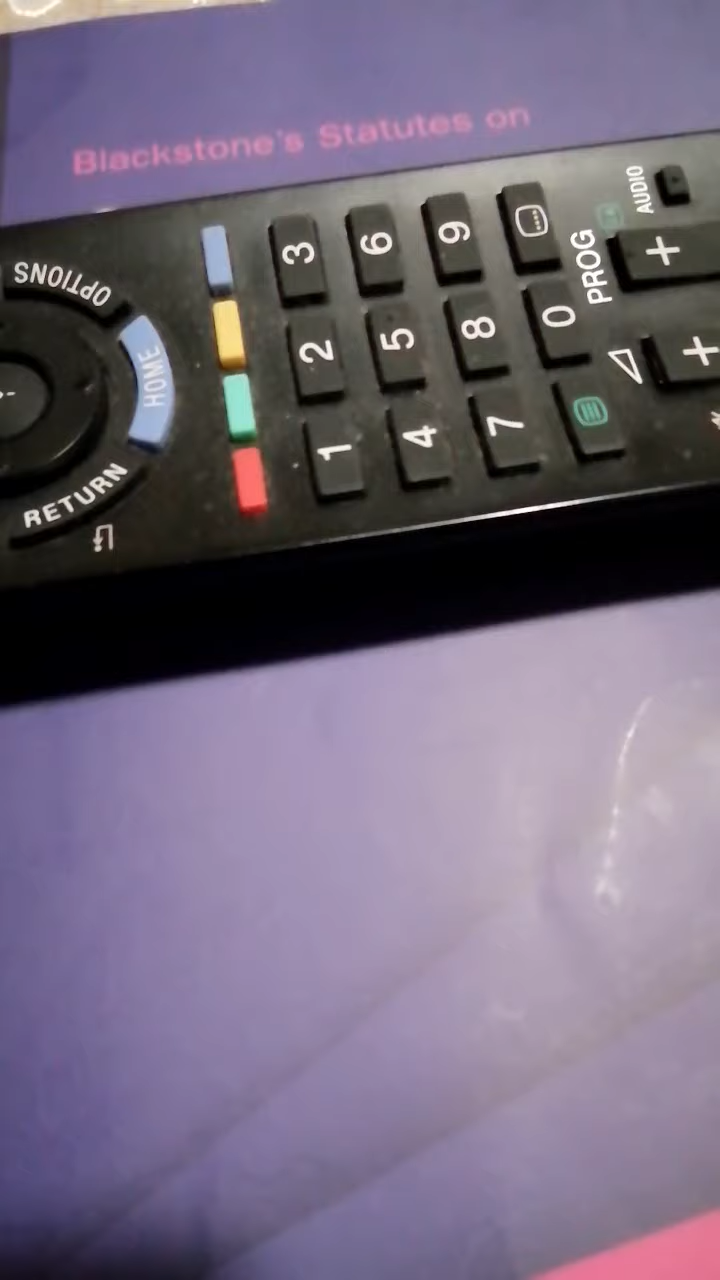 Blackstone's Statutes on
OPTIONS
HOME
RETURN
1 2 3
4 5 6
7 8 9
0
PROG
AUDIO
+
+